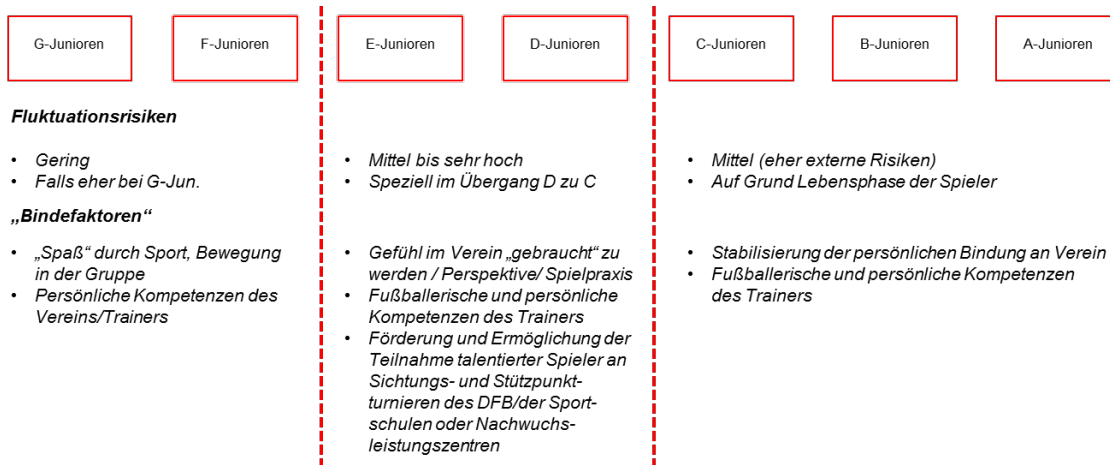 G-Junioren
F-Junioren
E-Junioren
D-Junioren
C-Junioren
B-Junioren
A-Junioren
Fluktuationsrisiken
• Gering
• Falls eher bei G-Jun.
• Mittel bis sehr hoch
• Speziell im Übergang D zu C
• Mittel (eher externe Risiken)
• Auf Grund Lebensphase der Spieler
„Bindefaktoren“
• „Spaß“ durch Sport, Bewegung
in der Gruppe
• Persönliche Kompetenzen des
Vereins/Trainers
• Gefühl im Verein „gebraucht“ zu
werden / Perspektive/ Spielpraxis
• Fußballerische und persönliche
Kompetenzen des Trainers
• Förderung und Ermöglichung der
Teilnahme talentierter Spieler an
Sichtungs- und Stützpunkt-
turnieren des DFB/der Sport-
schulen oder Nachwuchs-
leistungszentren
• Stabilisierung der persönlichen Bindung an Verein
• Fußballerische und persönliche Kompetenzen
des Trainers